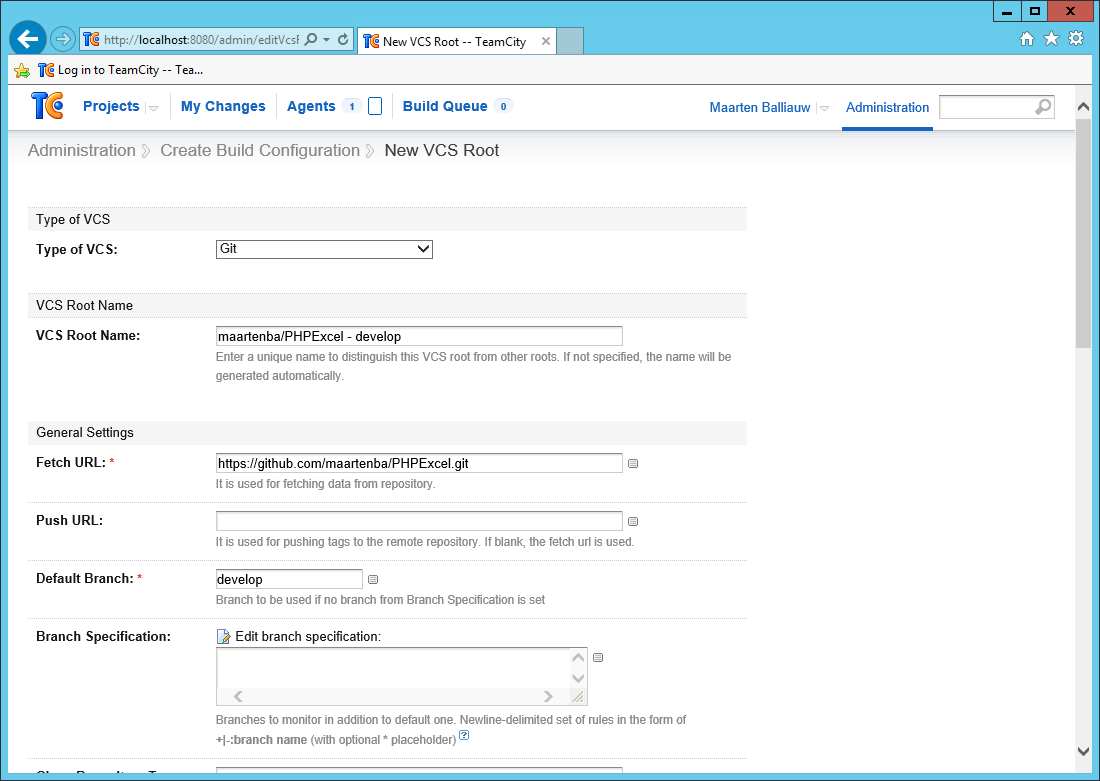 http://localhost:8080/admin/editVcsF
New VCS Root -- TeamCity
Log in to TeamCity -- Tea...
TC Projects My Changes Agents 1 Build Queue 0 Maarten Balliauw Administration
Administration Create Build Configuration New VCS Root
Type of VCS
Type of VCS: Git
VCS Root Name
VCS Root Name: maartenba/PHPExcel - develop
Enter a unique name to distinguish this VCS root from other roots. If not specified, the name will be
generated automatically.
General Settings
Fetch URL: * https://github.com/maartenba/PHPExcel.git
It is used for fetching data from repository.
Push URL:
It is used for pushing tags to the remote repository. If blank, the fetch url is used.
Default Branch: * develop
Branch to be used if no branch from Branch Specification is set
Branch Specification: Edit branch specification:
Branches to monitor in addition to default one. Newline-delimited set of rules in the form of
+|-:branch name (with optional * placeholder) ?